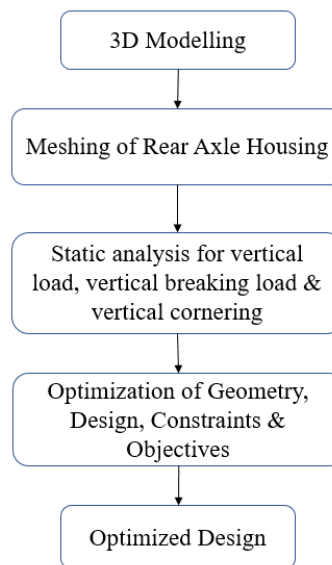 3D Modelling
Meshing of Rear Axle Housing
Static analysis for vertical
load, vertical breaking load &
vertical cornering
Optimization of Geometry,
Design, Constraints &
Objectives
Optimized Design